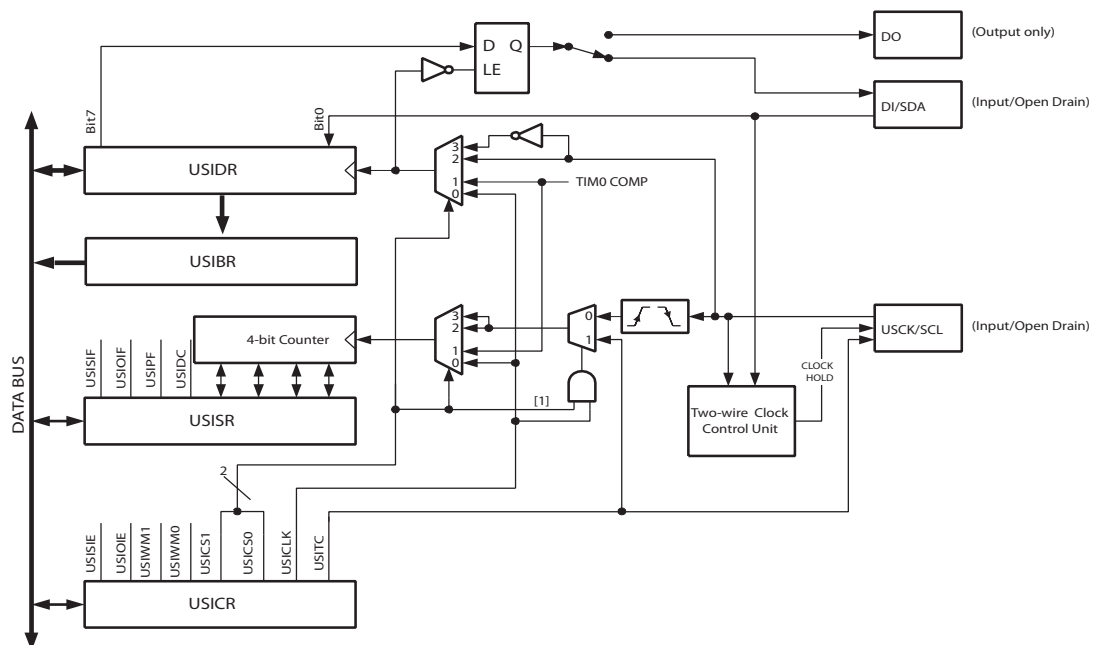 D Q
LE
DO
(Output only)
DI/SDA
(Input/Open Drain)
Bit7
Bit0
USIDR
3
2
1
0
TIM0 COMP
USIBR
DATA BUS
4-bit Counter
3
2
1
0
0
1
USCK/SCL
(Input/Open Drain)
CLOCK
HOLD
USISIF
USIOIF
USIPF
USIDC
USISR
[1]
Two-wire Clock
Control Unit
2
USISIE
USIOIE
USIWM1
USIWM0
USICS1
USICS0
USICLK
USITC
USICR